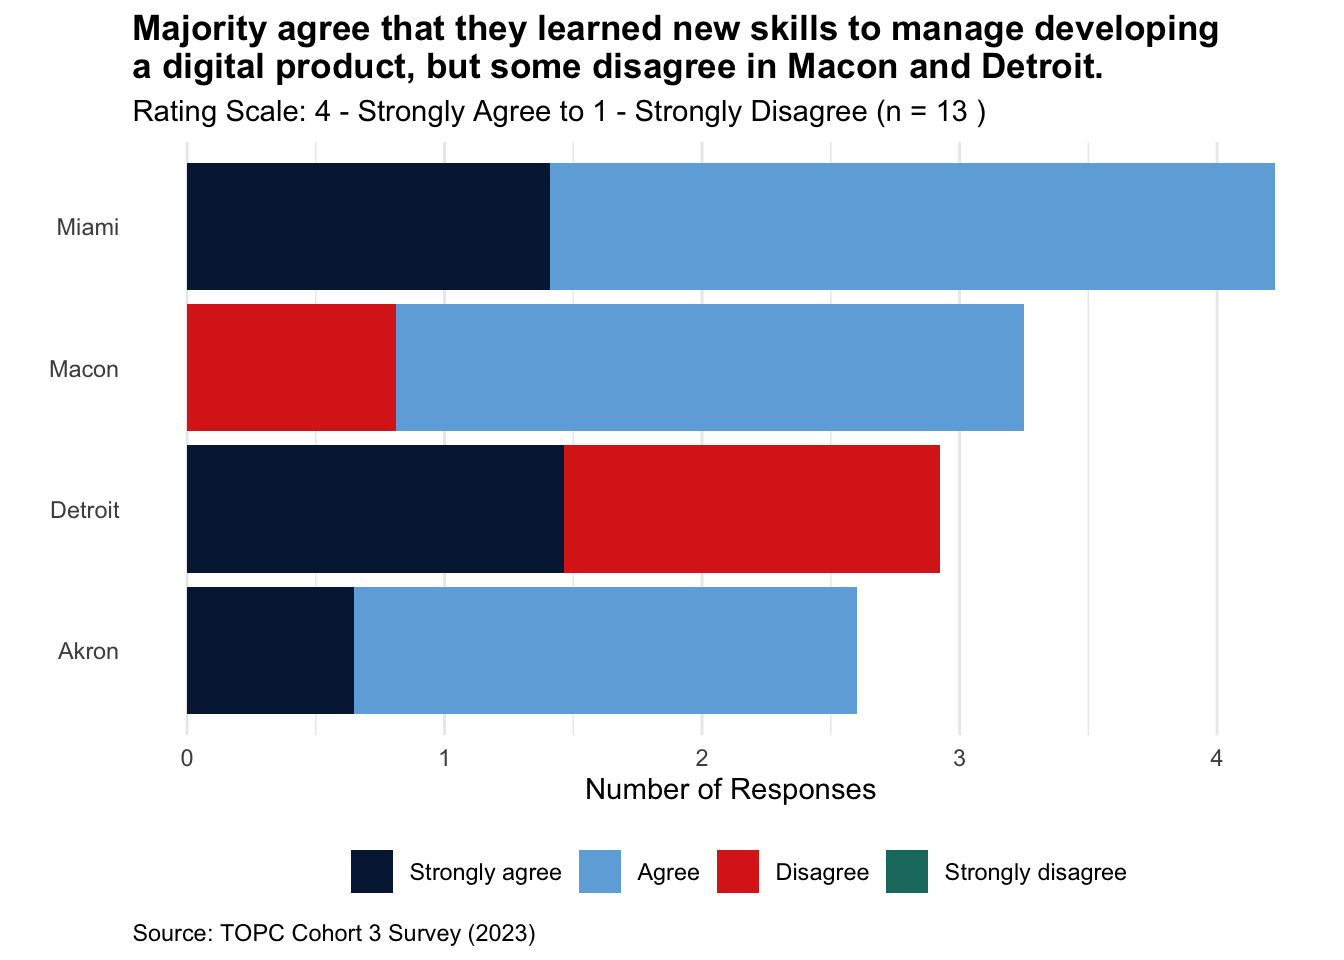 Majority agree that they learned new skills to manage developing
a digital product, but some disagree in Macon and Detroit.
Rating Scale: 4 - Strongly Agree to 1 - Strongly Disagree (n = 13 )
Miami
Macon
Detroit
Akron
0 1 2 3 4
Number of Responses
Strongly agree Agree Disagree Strongly disagree
Source: TOPC Cohort 3 Survey (2023)